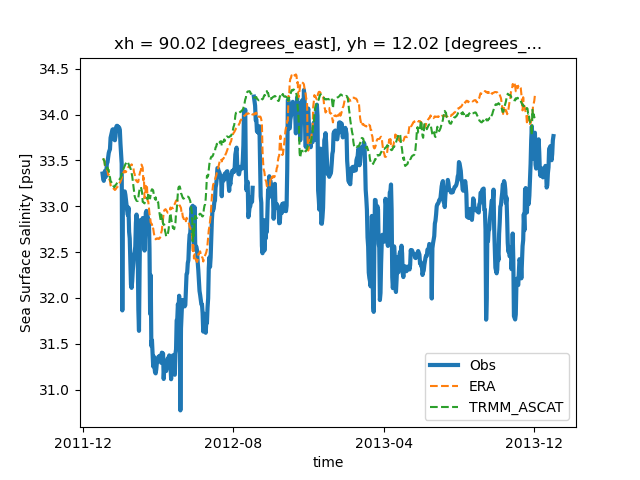 xh = 90.02 [degrees_east], yh = 12.02 [degrees_...
34.5
34.0
33.5
33.0
32.5
32.0
31.5
31.0
Sea Surface Salinity [psu]
Obs
ERA
TRMM_ASCAT
2011-12
2012-08
2013-04
2013-12
time